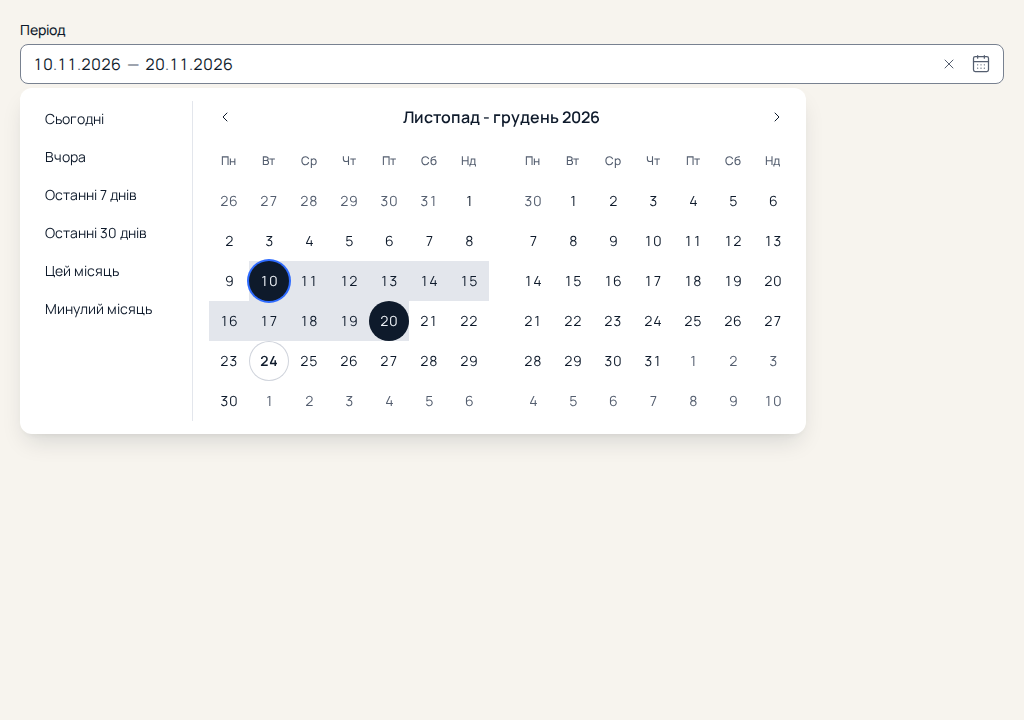 Період
10.11.2026 — 20.11.2026
Сьогодні
Вчора
Останні 7 днів
Останні 30 днів
Цей місяць
Минулий місяць
Листопад - грудень 2026
Пн Вт Ср Чт Пт Сб Нд
26 27 28 29 30 31 1
2 3 4 5 6 7 8
9 10 11 12 13 14 15
16 17 18 19 20 21 22
23 24 25 26 27 28 29
30 1 2 3 4 5 6
Пн Вт Ср Чт Пт Сб Нд
30 1 2 3 4 5 6
7 8 9 10 11 12 13
14 15 16 17 18 19 20
21 22 23 24 25 26 27
28 29 30 31 1 2 3
4 5 6 7 8 9 10